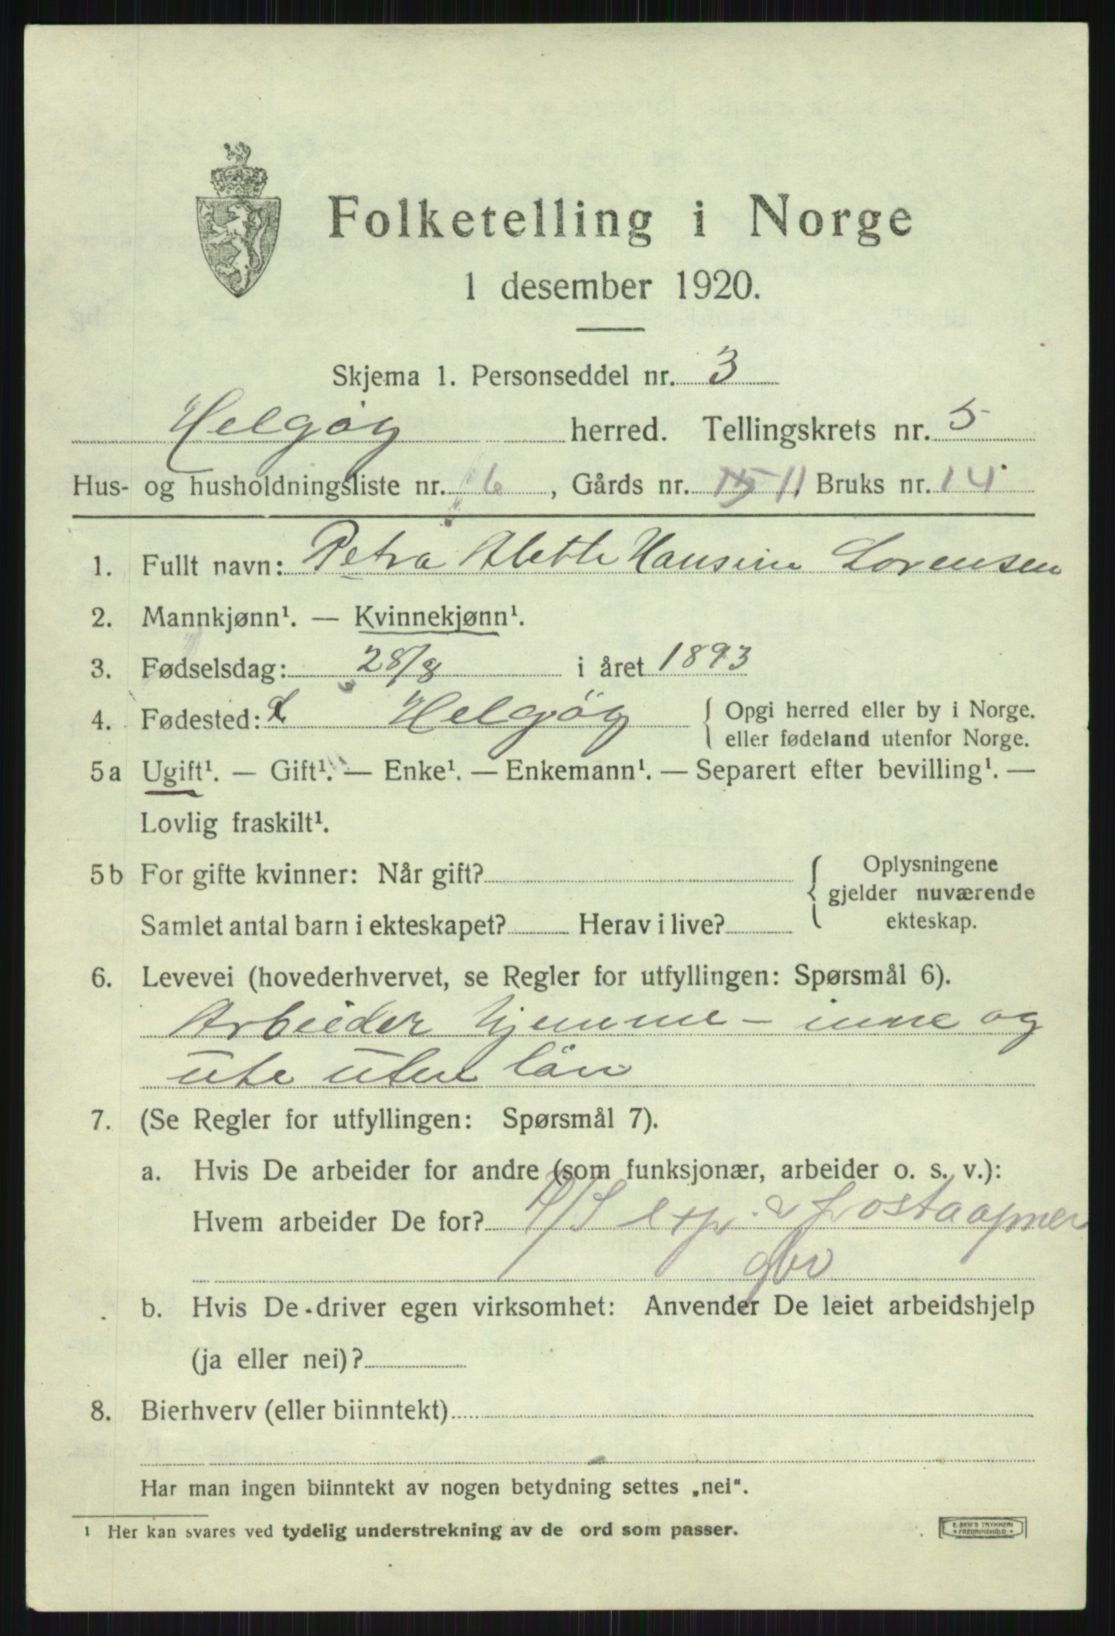 Folketelling i Norge
1 desember 1920.
Skjema 1. Personseddel nr. 3
Helgøy herred. Tellingskrets nr. 5
Hus- og husholdningsliste nr. 6, Gårds nr. 15 11, Bruks nr. 14
1. Fullt navn: Petra Alette Hansine Lorensen
2. Mannkjønn¹. — Kvinnekjønn¹.
3. Fødselsdag: 28/8 i året 1893
4. Fødested: Helgøy { Opgi herred eller by i Norge.
eller fødeland utenfor Norge.
5a Ugift¹. — Gift¹. — Enke¹. — Enkemann¹. — Separert efter bevilling¹. —
Lovlig fraskilt¹.
5b For gifte kvinner: Når gift? { Oplysningene
gjelder nuværende
Samlet antal barn i ekteskapet? Herav i live? ekteskap.
6. Levevei (hovederhvervet, se Regler for utfyllingen: Spørsmål 6).
Arbeider hjemme - inne og
ute uten lön
7. (Se Regler for utfyllingen: Spørsmål 7).
a. Hvis De arbeider for andre (som funksjonær, arbeider o. s. v.):
Hvem arbeider De for? exp. & postaapner
b. Hvis De driver egen virksomhet: Anvender De leiet arbeidshjelp
(ja eller nei)?
8. Bierhverv (eller biinntekt)
Har man ingen biinntekt av nogen betydning settes „nei“.
¹ Her kan svares ved tydelig understrekning av de ord som passer.